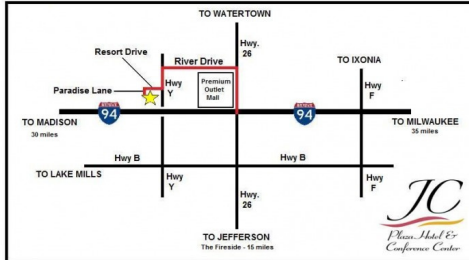 TO WATERTOWN
Resort Drive
River Drive
Hwy.
26
TO IXONIA
Paradise Lane
Hwy
Y
Premium
Outlet
Mall
Hwy
F
94
94
TO MADISON
30 miles
TO MILWAUKEE
35 miles
Hwy B
Hwy B
TO LAKE MILLS
Hwy
Y
Hwy.
26
Hwy
F
TO JEFFERSON
The Fireside - 15 miles
JC
Plaza Hotel &
Conference Center